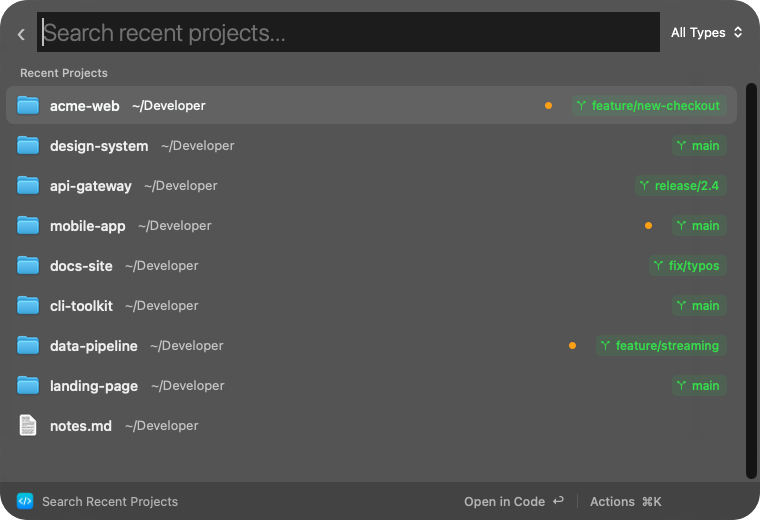 Search recent projects...
All Types
Recent Projects
acme-web ~/Developer feature/new-checkout
design-system ~/Developer main
api-gateway ~/Developer release/2.4
mobile-app ~/Developer main
docs-site ~/Developer fix/typos
cli-toolkit ~/Developer main
data-pipeline ~/Developer feature/streaming
landing-page ~/Developer main
notes.md ~/Developer
Search Recent Projects Open in Code ↩ Actions ⌘K